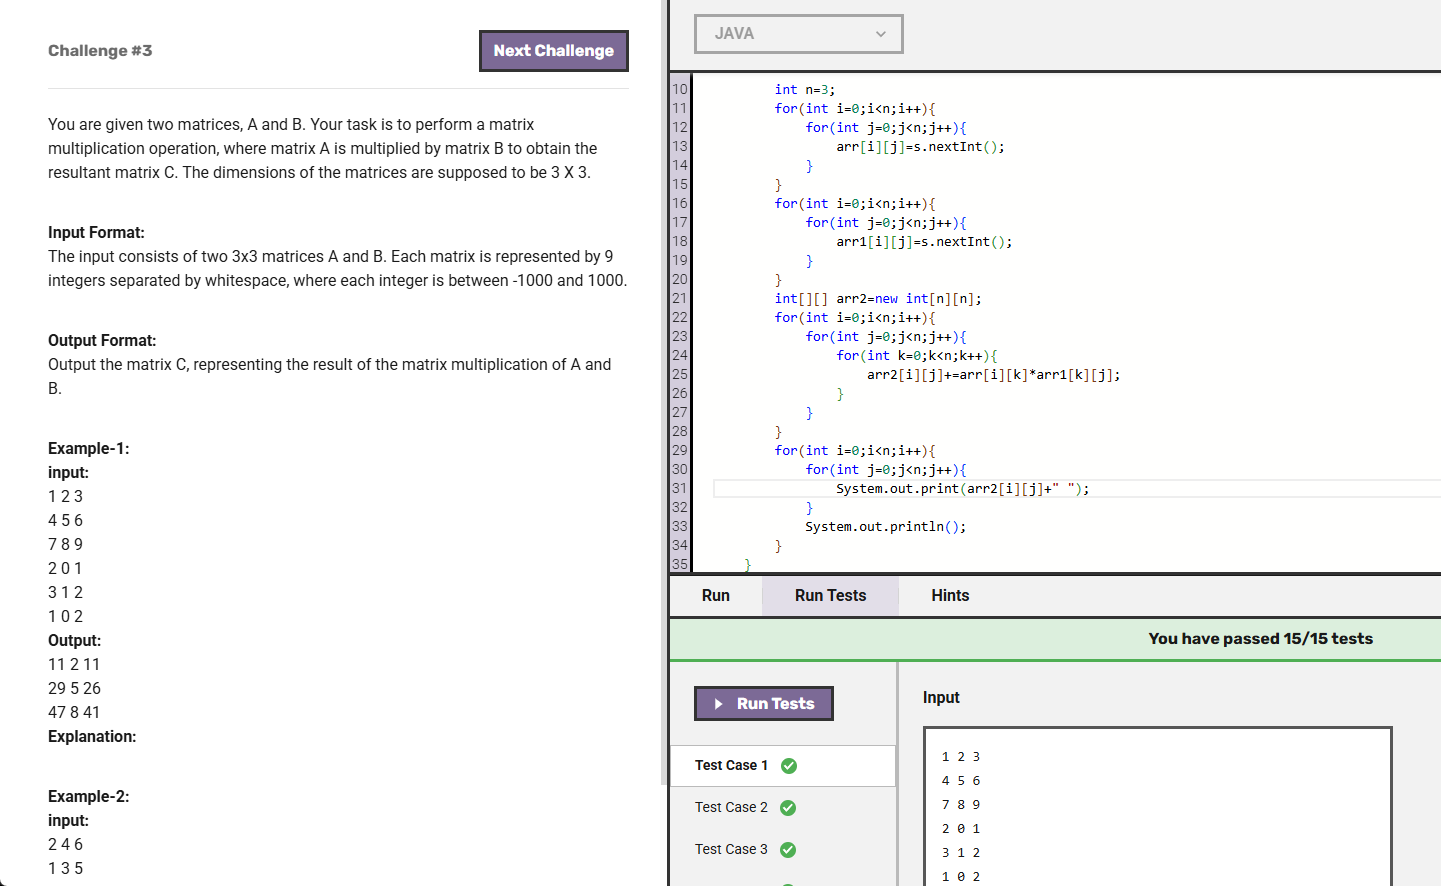 Challenge #3
Next Challenge
You are given two matrices, A and B. Your task is to perform a matrix
multiplication operation, where matrix A is multiplied by matrix B to obtain the
resultant matrix C. The dimensions of the matrices are supposed to be 3 X 3.
Input Format:
The input consists of two 3x3 matrices A and B. Each matrix is represented by 9
integers separated by whitespace, where each integer is between -1000 and 1000.
Output Format:
Output the matrix C, representing the result of the matrix multiplication of A and
B.
Example-1:
input:
1 2 3
4 5 6
7 8 9
2 0 1
3 1 2
1 0 2
Output:
11 2 11
29 5 26
47 8 41
Explanation:
Example-2:
input:
2 4 6
1 3 5
JAVA
10 int n=3;
11 for(int i=0;i<n;i++){
12 for(int j=0;j<n;j++){
13 arr[i][j]=s.nextInt();
14 }
15 }
16 for(int i=0;i<n;i++){
17 for(int j=0;j<n;j++){
18 arr1[i][j]=s.nextInt();
19 }
20 }
21 int[][] arr2=new int[n][n];
22 for(int i=0;i<n;i++){
23 for(int j=0;j<n;j++){
24 for(int k=0;k<n;k++){
25 arr2[i][j]+=arr[i][k]*arr1[k][j];
26 }
27 }
28 }
29 for(int i=0;i<n;i++){
30 for(int j=0;j<n;j++){
31 System.out.print(arr2[i][j]+" ");
32 }
33 System.out.println();
34 }
35 }
Run
Run Tests
Hints
You have passed 15/15 tests
Run Tests
Test Case 1
Test Case 2
Test Case 3
Input
1 2 3
4 5 6
7 8 9
2 0 1
3 1 2
1 0 2